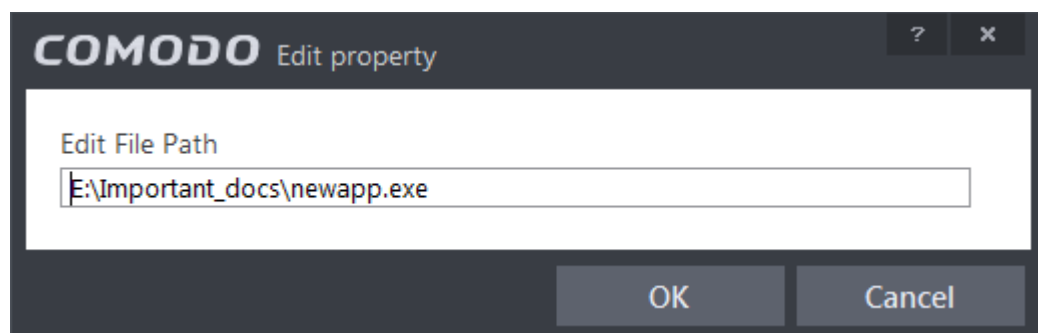 COMODO Edit property ? ×
Edit File Path
E:\Important_docs\newapp.exe
OK Cancel